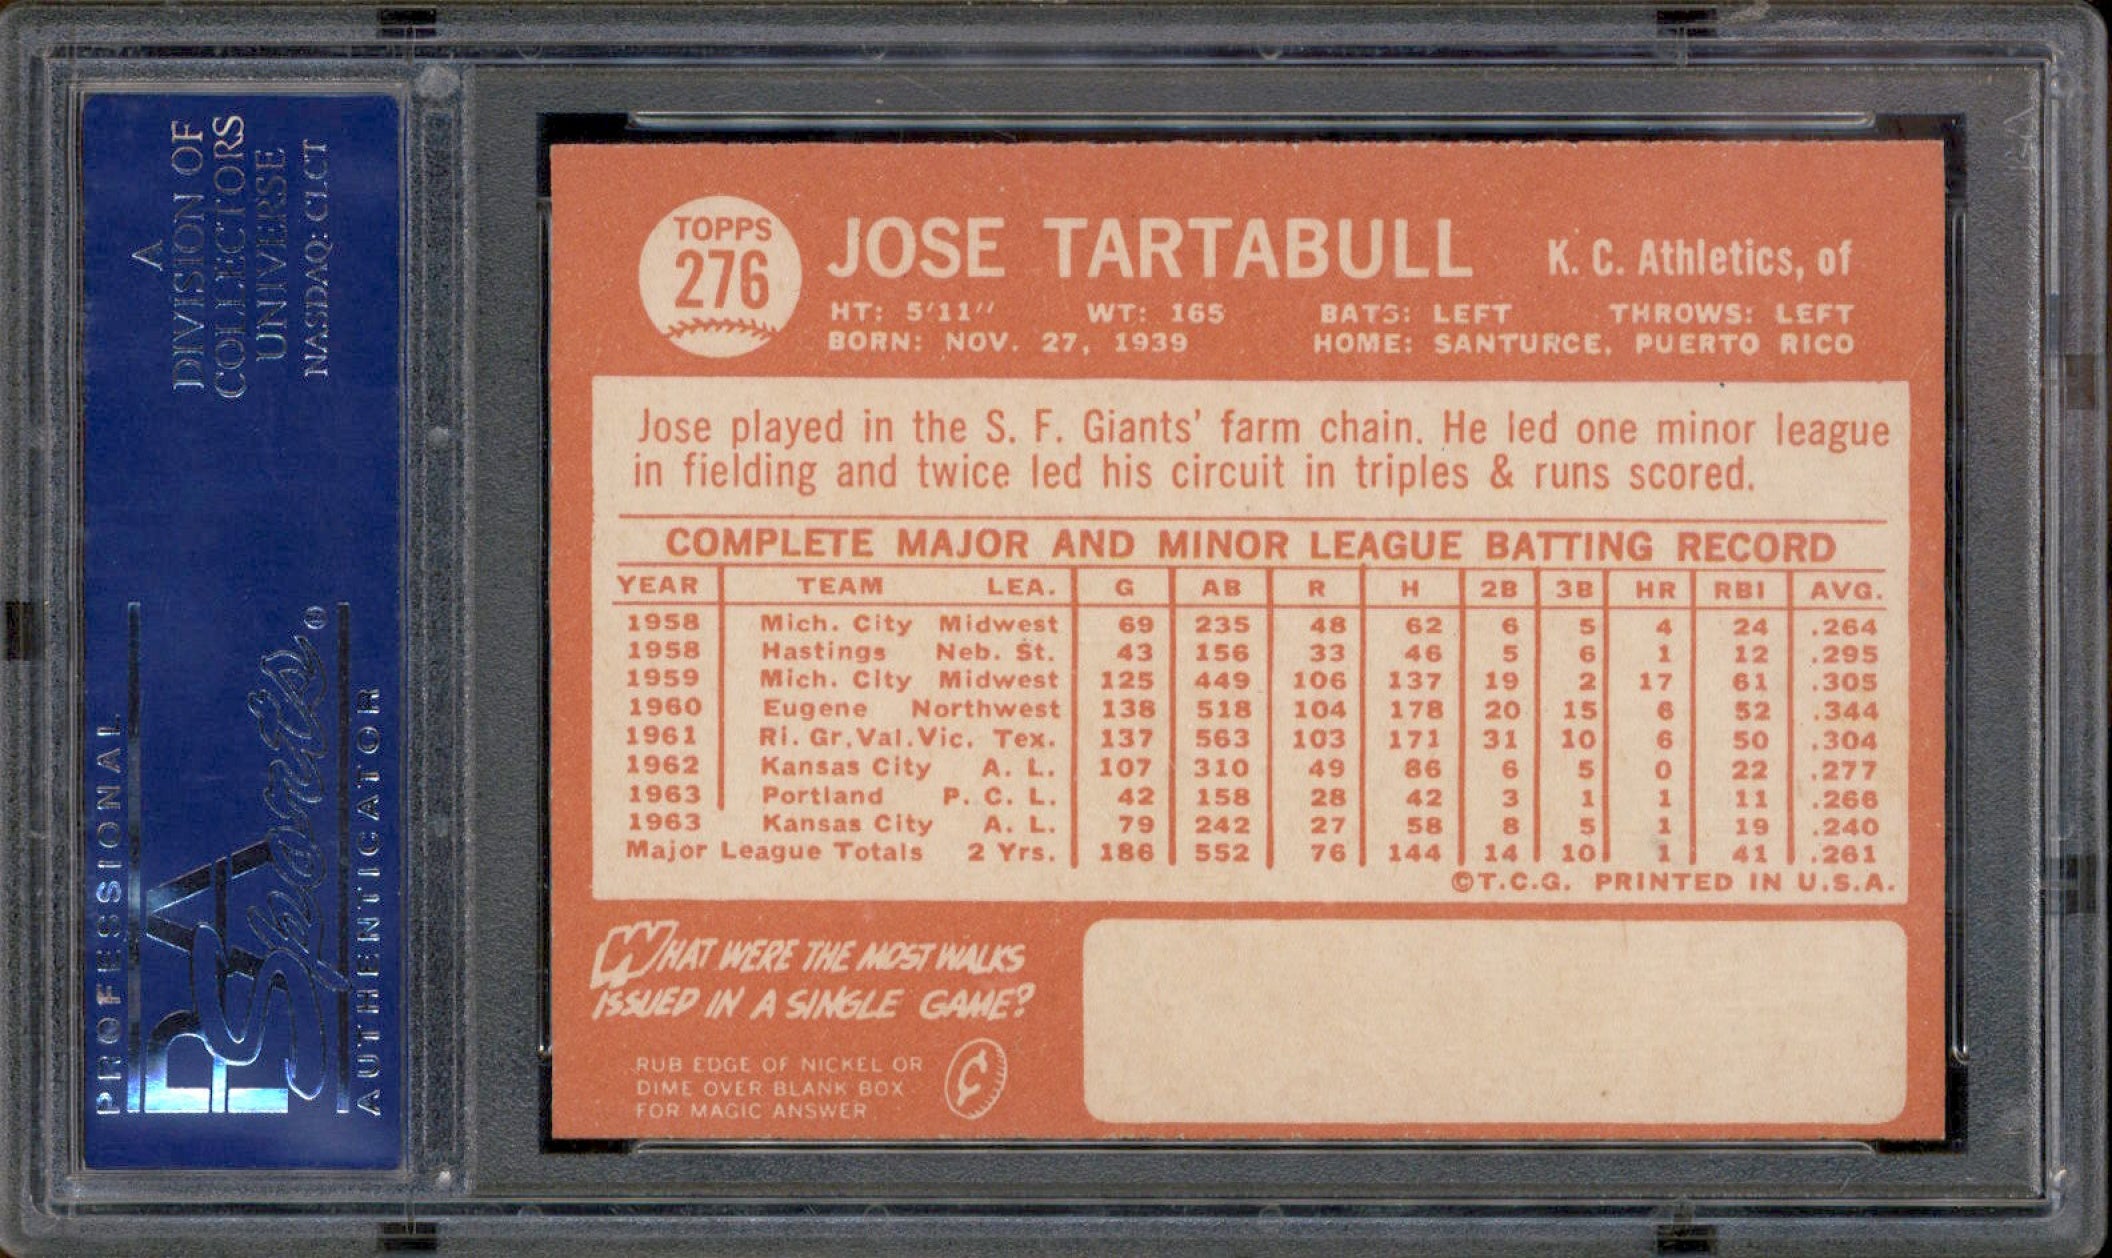 A
DIVISION OF
COLLECTORS
UNIVERSE
NASDAQ: CLCT
PROFESSIONAL
PSA
Sports®
AUTHENTICATOR
TOPPS
276
JOSE TARTABULL K. C. Athletics, of
HT: 5'11" WT: 165 BATS: LEFT THROWS: LEFT
BORN: NOV. 27, 1939 HOME: SANTURCE, PUERTO RICO
Jose played in the S. F. Giants' farm chain. He led one minor league
in fielding and twice led his circuit in triples & runs scored.
COMPLETE MAJOR AND MINOR LEAGUE BATTING RECORD
YEAR TEAM LEA. G AB R H 2B 3B HR RBI AVG.
1958 Mich. City Midwest 69 235 48 62 6 5 4 24 .264
1958 Hastings Neb. St. 43 156 33 46 5 6 1 12 .295
1959 Mich. City Midwest 125 449 106 137 19 2 17 61 .305
1960 Eugene Northwest 138 518 104 178 20 15 6 52 .344
1961 Ri. Gr. Val. Vic. Tex. 137 563 103 171 31 10 6 50 .304
1962 Kansas City A. L. 107 310 49 86 6 5 0 22 .277
1963 Portland P. C. L. 42 158 28 42 3 1 1 11 .266
1963 Kansas City A. L. 79 242 27 58 8 5 1 19 .240
Major League Totals 2 Yrs. 186 552 76 144 14 10 1 41 .261
©T.C.G. PRINTED IN U.S.A.
WHAT WERE THE MOST WALKS
ISSUED IN A SINGLE GAME?
RUB EDGE OF NICKEL OR
DIME OVER BLANK BOX
FOR MAGIC ANSWER
¢